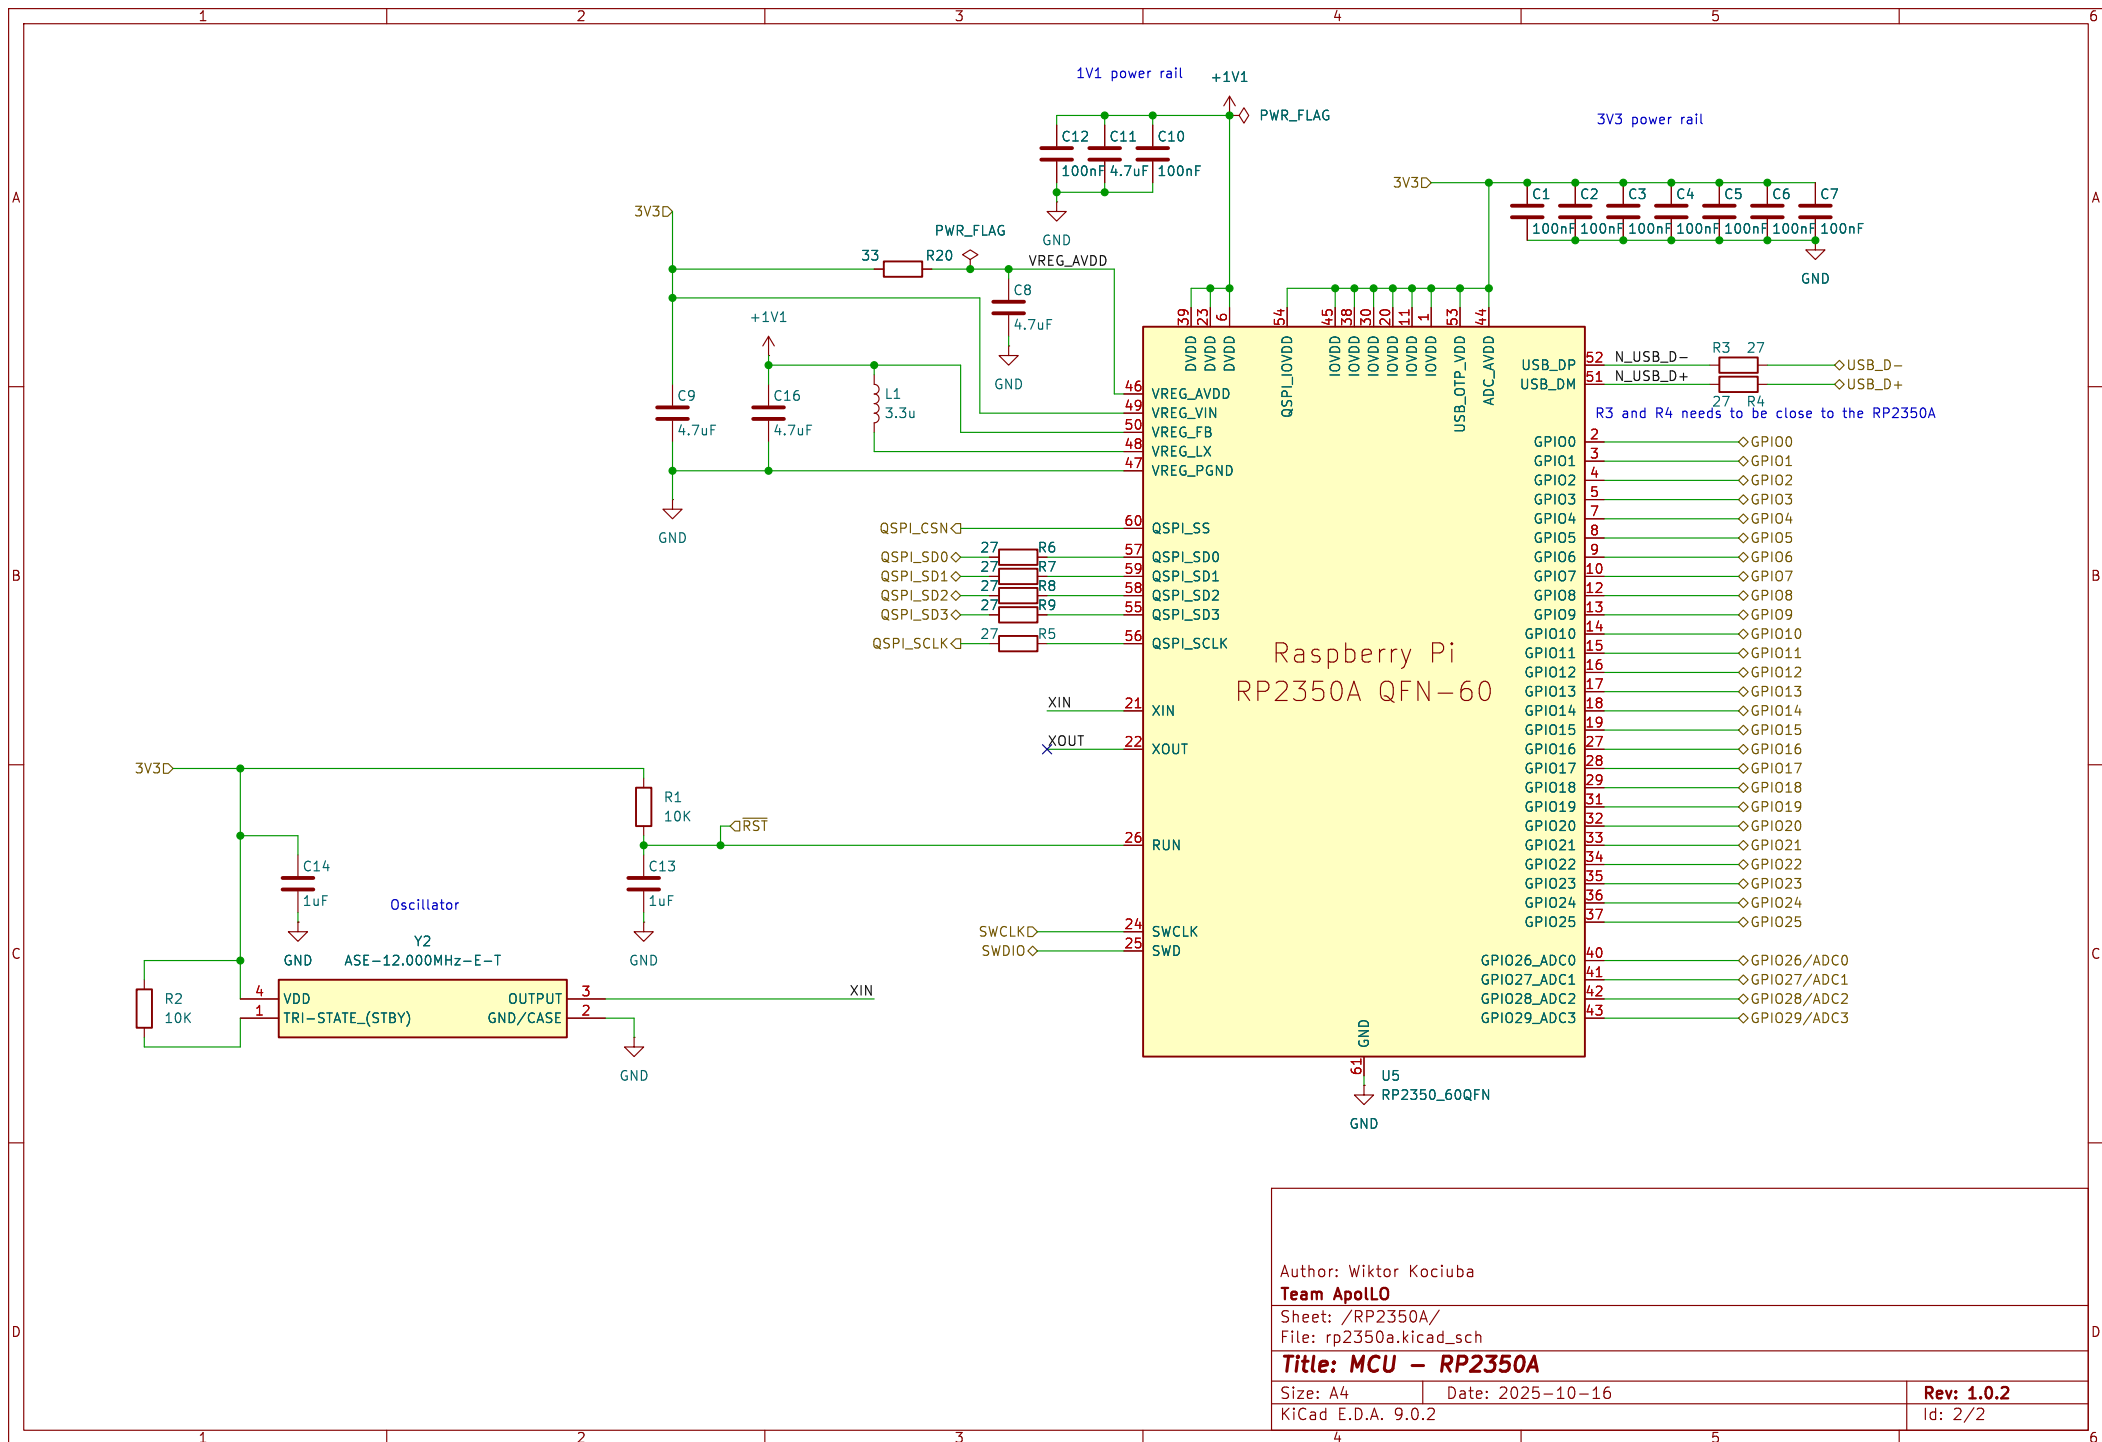 1 2 3 4 5 6
1V1 power rail
+1V1
PWR_FLAG
3V3 power rail
C12 C11 C10
100nF 4.7uF 100nF
GND
3V3
C1 C2 C3 C4 C5 C6 C7
100nF 100nF 100nF 100nF 100nF 100nF 100nF
GND
A A
3V3
PWR_FLAG
33 R20
VREG_AVDD
C8
4.7uF
GND
+1V1
C9
4.7uF
C16
4.7uF
L1
3.3u
GND
39 23 6 54 45 38 30 20 11 1 53 44
DVDD DVDD DVDD QSPI_IOVDD IOVDD IOVDD IOVDD IOVDD IOVDD IOVDD USB_OTP_VDD ADC_AVDD
46 VREG_AVDD
49 VREG_VIN
50 VREG_FB
48 VREG_LX
47 VREG_PGND
USB_DP 52 N_USB_D- R3 27 USB_D-
USB_DM 51 N_USB_D+ 27 R4 USB_D+
R3 and R4 needs to be close to the RP2350A
QSPI_CSN 60 QSPI_SS
QSPI_SD0 27 R6 57 QSPI_SD0
QSPI_SD1 27 R7 59 QSPI_SD1
QSPI_SD2 27 R8 58 QSPI_SD2
QSPI_SD3 27 R9 55 QSPI_SD3
QSPI_SCLK 27 R5 56 QSPI_SCLK
B B
Raspberry Pi
RP2350A QFN-60
XIN 21 XIN
XOUT 22 XOUT
GPIO0 2 GPIO0
GPIO1 3 GPIO1
GPIO2 4 GPIO2
GPIO3 5 GPIO3
GPIO4 7 GPIO4
GPIO5 8 GPIO5
GPIO6 9 GPIO6
GPIO7 10 GPIO7
GPIO8 12 GPIO8
GPIO9 13 GPIO9
GPIO10 14 GPIO10
GPIO11 15 GPIO11
GPIO12 16 GPIO12
GPIO13 17 GPIO13
GPIO14 18 GPIO14
GPIO15 19 GPIO15
GPIO16 27 GPIO16
GPIO17 28 GPIO17
GPIO18 29 GPIO18
GPIO19 31 GPIO19
GPIO20 32 GPIO20
GPIO21 33 GPIO21
GPIO22 34 GPIO22
GPIO23 35 GPIO23
GPIO24 36 GPIO24
GPIO25 37 GPIO25
GPIO26_ADC0 40 GPIO26/ADC0
GPIO27_ADC1 41 GPIO27/ADC1
GPIO28_ADC2 42 GPIO28/ADC2
GPIO29_ADC3 43 GPIO29/ADC3
3V3
R1
10K
RST
26 RUN
C14
1uF
GND
C13
1uF
GND
SWCLK 24 SWCLK
SWDIO 25 SWD
C C
Oscillator
Y2
ASE-12.000MHz-E-T
R2
10K
4 VDD OUTPUT 3 XIN
1 TRI-STATE_(STBY) GND/CASE 2
GND
GND
61
U5
RP2350_60QFN
GND
D D
Author: Wiktor Kociuba
Team ApolLO
Sheet: /RP2350A/
File: rp2350a.kicad_sch
Title: MCU - RP2350A
Size: A4 Date: 2025-10-16 Rev: 1.0.2
KiCad E.D.A. 9.0.2 Id: 2/2
1 2 3 4 5 6